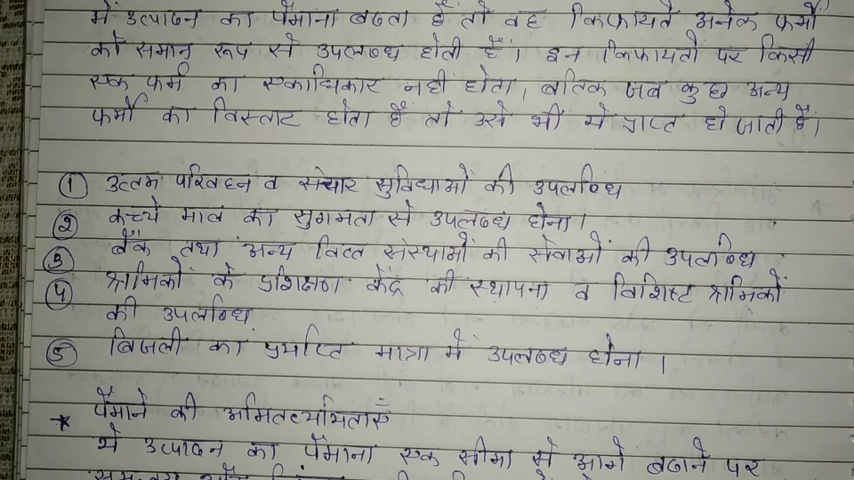 में उत्पादन का पैमाना बढता है तो वह किफायतें अनेक फर्मों
को समान रूप से उपलब्ध होती हैं। इन किफायतों पर किसी
एक फर्म का एकाधिकार नहीं होता, बल्कि जब कुछ अन्य
फर्मों का विस्तार होता है तो उसे भी ये प्राप्त हो जाती हैं।
① उत्तम परिवहन व संचार सुविधाओं की उपलब्धि
② कच्चे माल का सुगमता से उपलब्ध होना।
③ बैंक तथा अन्य वित्त संस्थाओं की सेवाओं की उपलब्धि
④ श्रमिकों के प्रशिक्षण केंद्र की स्थापना व विशिष्ट श्रमिकों
की उपलब्धि
⑤ बिजली का पर्याप्त मात्रा में उपलब्ध होना।
* पैमाने की अमितव्ययिताएँ
ये उत्पादन का पैमाना एक सीमा से आगे बढाने पर